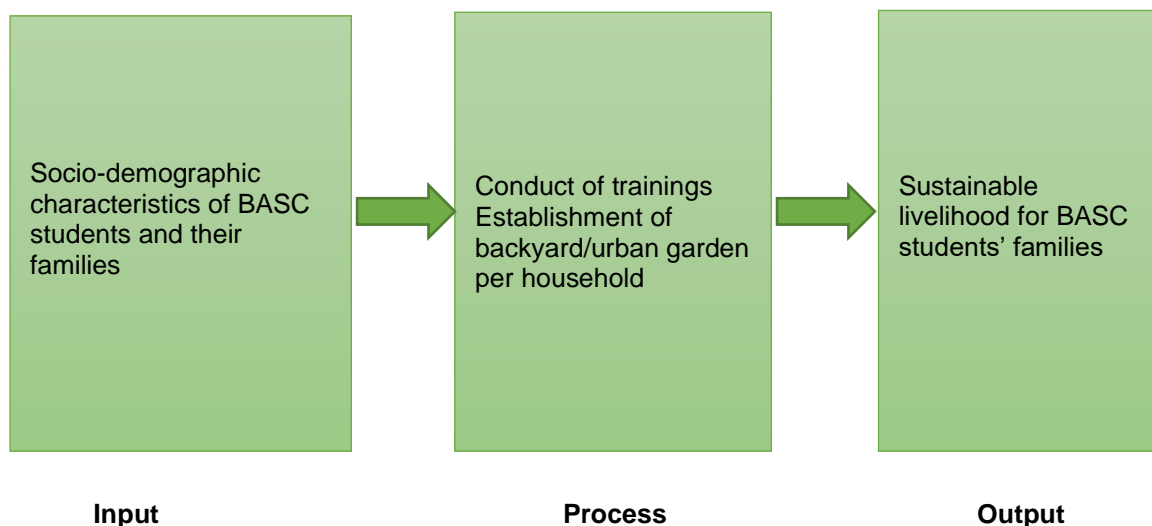 Socio-demographic
characteristics of BASC
students and their
families
Conduct of trainings
Establishment of
backyard/urban garden
per household
Sustainable
livelihood for BASC
students’ families
Input
Process
Output